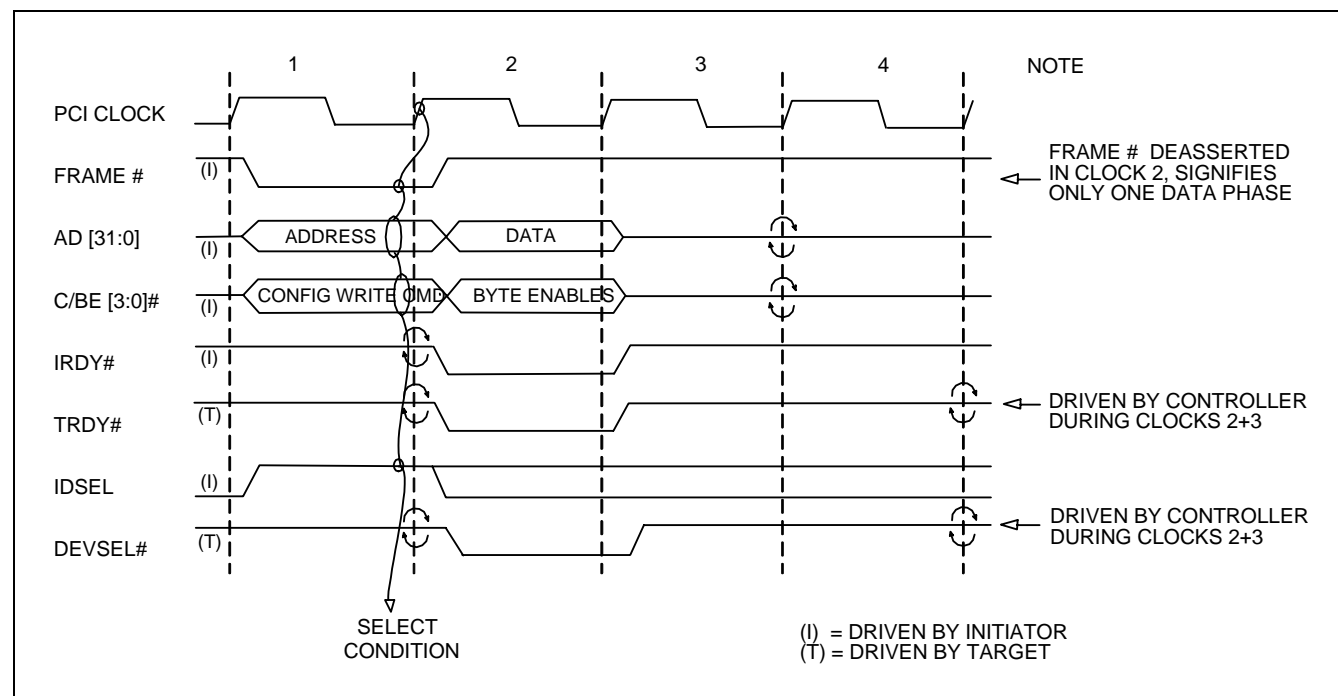 1 2 3 4 NOTE
PCI CLOCK
FRAME # (I)
FRAME # DEASSERTED
IN CLOCK 2, SIGNIFIES
ONLY ONE DATA PHASE
AD [31:0] (I) ADDRESS DATA
C/BE [3:0]# (I) CONFIG WRITE CMD BYTE ENABLES
IRDY# (I)
TRDY# (T)
DRIVEN BY CONTROLLER
DURING CLOCKS 2+3
IDSEL (I)
DEVSEL# (T)
DRIVEN BY CONTROLLER
DURING CLOCKS 2+3
SELECT
CONDITION
(I) = DRIVEN BY INITIATOR
(T) = DRIVEN BY TARGET